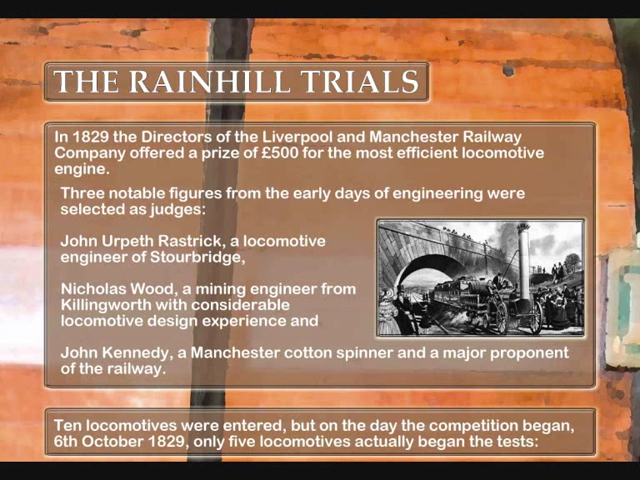 THE RAINHILL TRIALS
In 1829 the Directors of the Liverpool and Manchester Railway
Company offered a prize of £500 for the most efficient locomotive
engine.
Three notable figures from the early days of engineering were
selected as judges:
John Urpeth Rastrick, a locomotive
engineer of Stourbridge,
Nicholas Wood, a mining engineer from
Killingworth with considerable
locomotive design experience and
John Kennedy, a Manchester cotton spinner and a major proponent
of the railway.
Ten locomotives were entered, but on the day the competition began,
6th October 1829, only five locomotives actually began the tests: